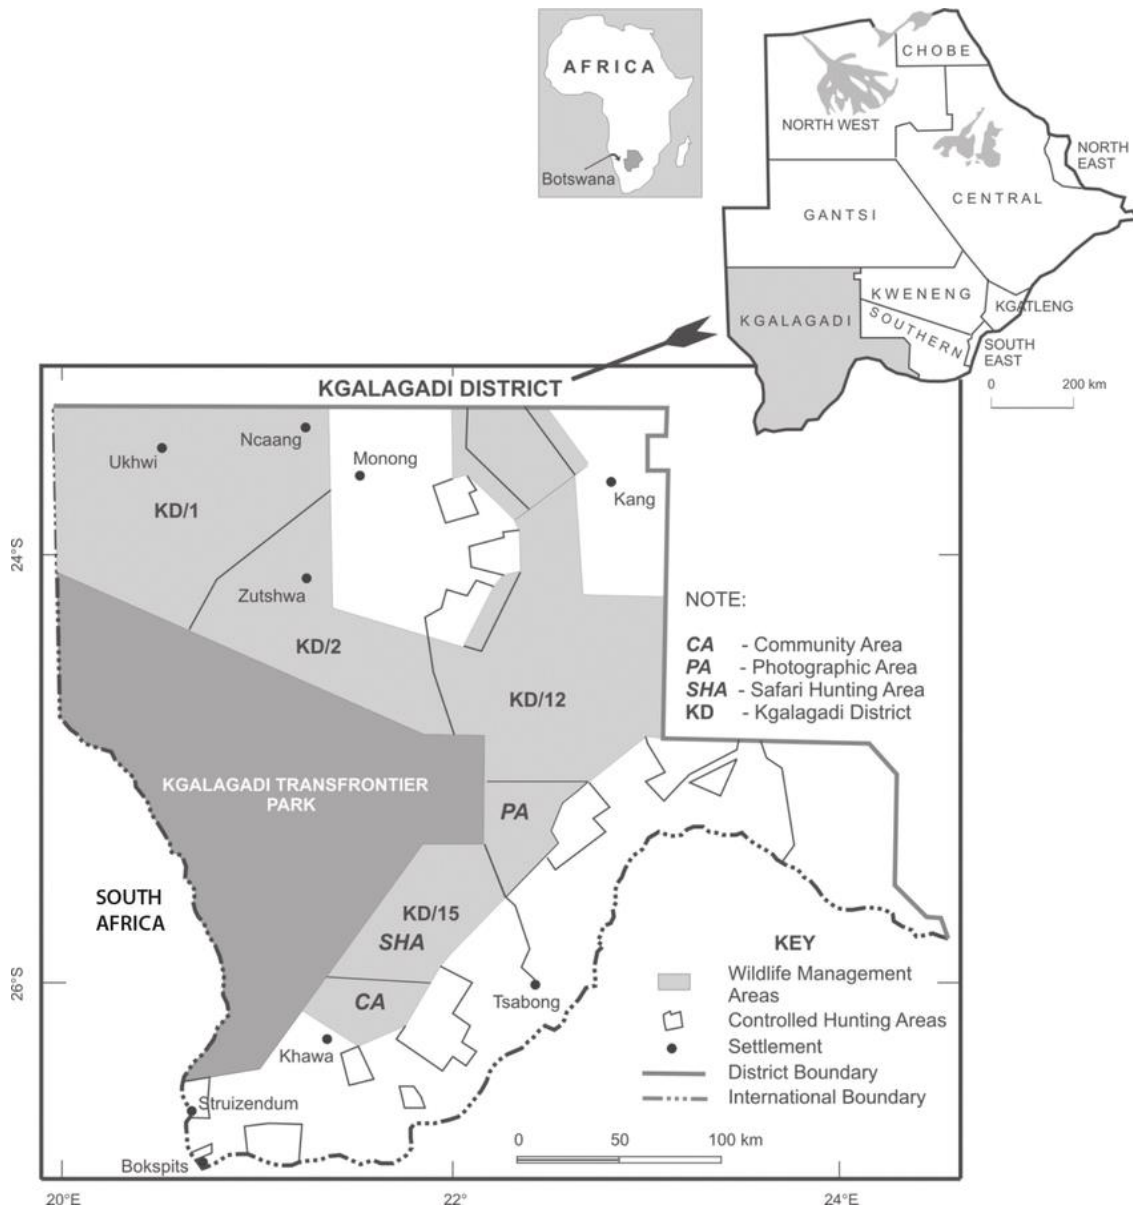 AFRICA
Botswana
CHOBE
NORTH WEST
NORTH
EAST
CENTRAL
GANTSI
KWENENG
KGATLENG
KGALAGADI
SOUTHERN
SOUTH
EAST
0 200 km
KGALAGADI DISTRICT
Ncaang
Ukhwi
Monong
Kang
KD/1
24°S
Zutshwa
KD/2
KD/12
NOTE:
CA - Community Area
PA - Photographic Area
SHA - Safari Hunting Area
KD - Kgalagadi District
KGALAGADI TRANSFRONTIER
PARK
PA
SOUTH
AFRICA
KD/15
SHA
CA
26°S
Tsabong
Khawa
Struizendum
Bokspits
KEY
Wildlife Management
Areas
Controlled Hunting Areas
Settlement
District Boundary
International Boundary
0 50 100 km
20°E 22° 24°E